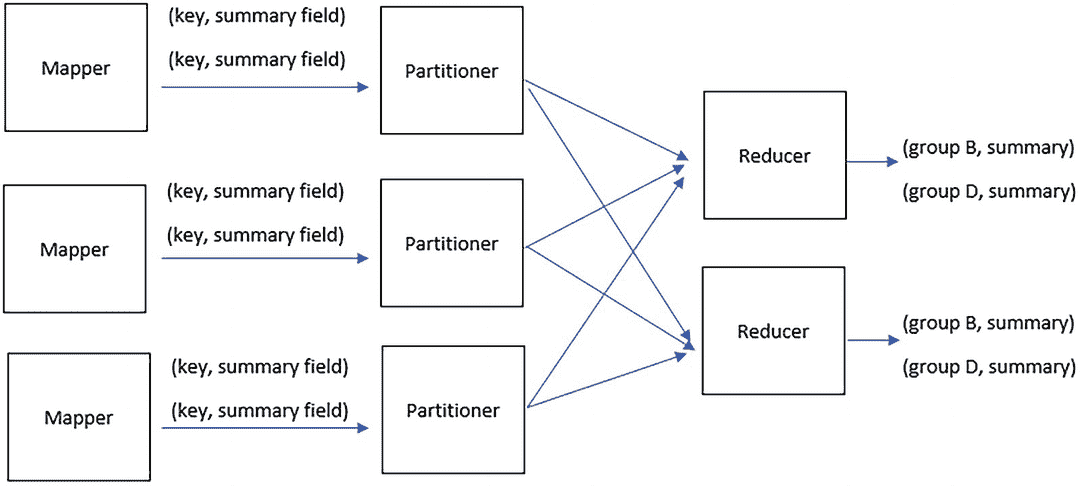 (key, summary field)
(key, summary field)
Mapper
Partitioner
Reducer
(group B, summary)
(group D, summary)
(key, summary field)
(key, summary field)
Mapper
Partitioner
Reducer
(group B, summary)
(group D, summary)
(key, summary field)
(key, summary field)
Mapper
Partitioner